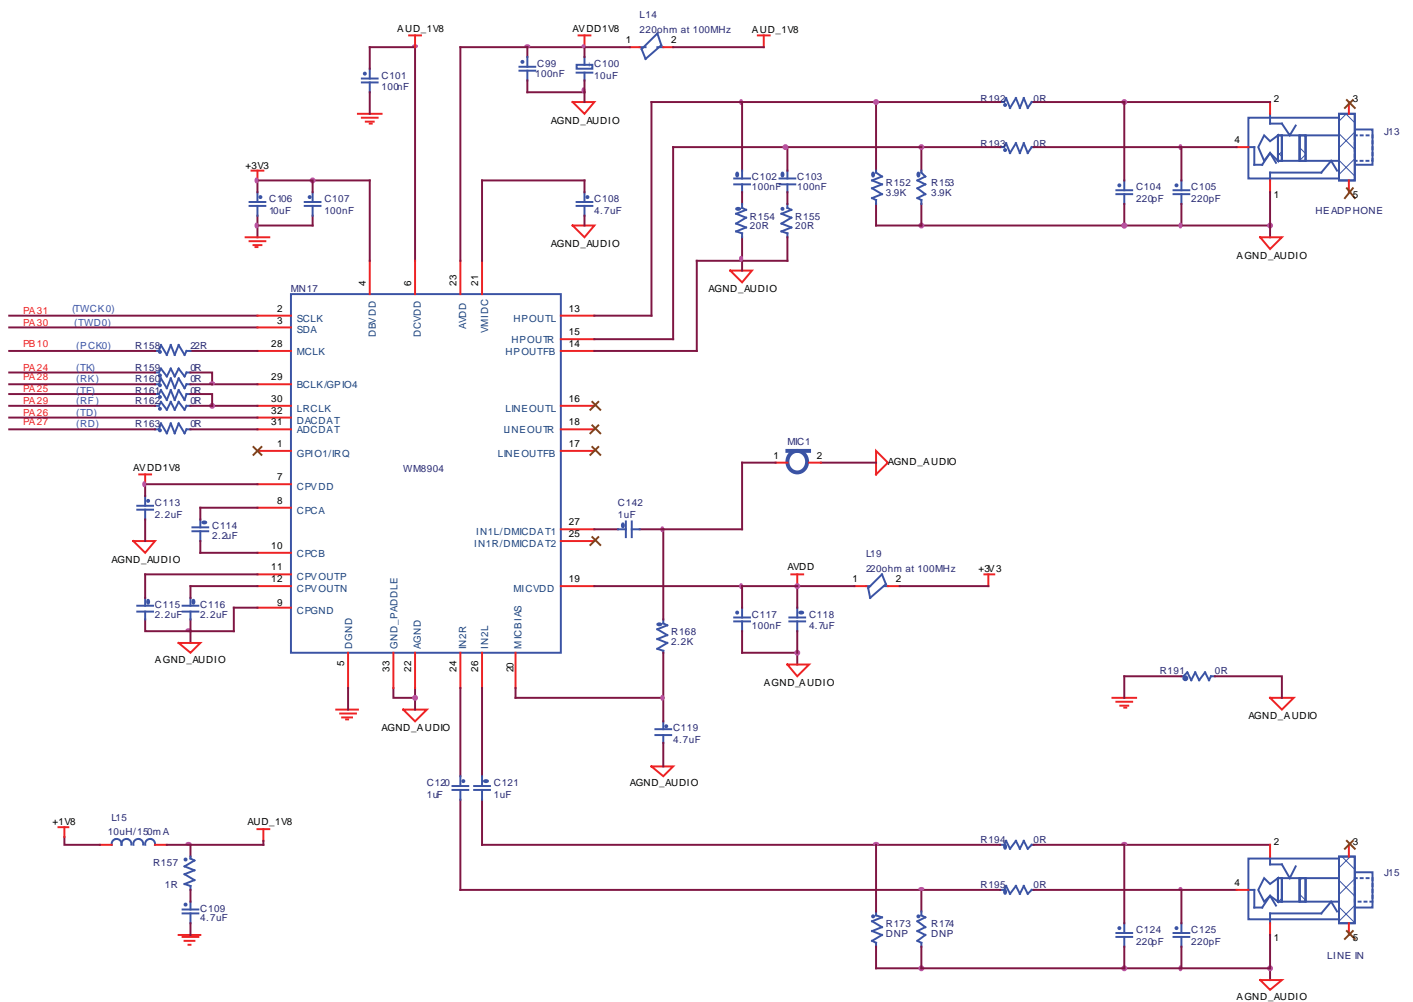 L14
220ohm at 100MHz
1
2
AUD_1V8
AVDD1V8
AUD_1V8
C101
100nF
C99
100nF
C100
10uF
AGND_AUDIO
R192
0R
R193
0R
2
3
4
1
5
J13
HEADPHONE
AGND_AUDIO
+3V3
C106
10uF
C107
100nF
C108
4.7uF
AGND_AUDIO
C102
100nF
C103
100nF
R152
3.9K
R153
3.9K
C104
220pF
C105
220pF
R154
20R
R155
20R
AGND_AUDIO
4
6
23
21
MN17
DBVDD
DCVDD
AVDD
VMIDC
PA31
(TWCK0)
2
SCLK
PA30
(TWD0)
3
SDA
PB10
(PCK0)
R158
22R
28
MCLK
PA24
(TK)
R159
0R
PA28
(RK)
R160
0R
29
BCLK/GPIO4
PA25
(TF)
R161
0R
PA29
(RF)
R162
0R
30
LRCLK
PA26
(TD)
32
DACDAT
PA27
(RD)
R163
0R
31
ADCDAT
1
GPIO1/IRQ
HPOUTL
13
HPOUTR
15
HPOUTFB
14
LINEOUTL
16
LINEOUTR
18
LINEOUTFB
17
WM8904
AVDD1V8
7
CPVDD
C113
2.2uF
8
CPCA
C114
2.2uF
10
CPCB
AGND_AUDIO
11
CPVOUTP
12
CPVOUTN
C115
2.2uF
C116
2.2uF
9
CPGND
AGND_AUDIO
MIC1
1
2
AGND_AUDIO
C142
1uF
IN1L/DMICDAT1
27
IN1R/DMICDAT2
25
MICVDD
19
AVDD
L19
220ohm at 100MHz
1
2
+3V3
C117
100nF
C118
4.7uF
AGND_AUDIO
R168
2.2K
DGND
GND_PADDLE
AGND
IN2R
IN2L
MICBIAS
5
33
22
24
26
20
AGND_AUDIO
C119
4.7uF
AGND_AUDIO
R191
0R
AGND_AUDIO
C120
1uF
C121
1uF
+1V8
L15
10uH/150mA
AUD_1V8
R157
1R
C109
4.7uF
R194
0R
R195
0R
2
3
4
1
5
J15
LINE IN
R173
DNP
R174
DNP
C124
220pF
C125
220pF
AGND_AUDIO